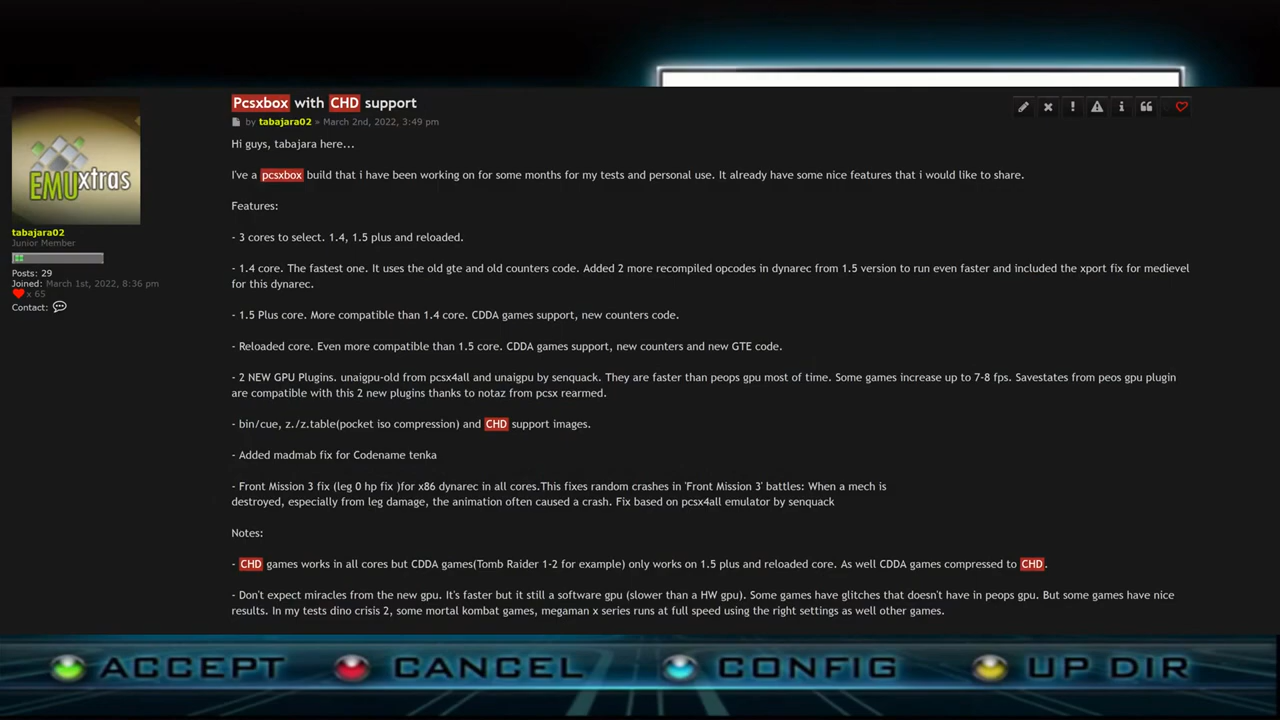 Pcsxbox with CHD support
by tabajara02 » March 2nd, 2022, 3:49 pm
Hi guys, tabajara here...
I've a pcsxbox build that i have been working on for some months for my tests and personal use. It already have some nice features that i would like to share.
EMUxtras
Features:
tabajara02
Junior Member
- 3 cores to select. 1.4, 1.5 plus and reloaded.
Posts: 29
Joined: March 1st, 2022, 8:36 pm
x 65
Contact:
- 1.4 core. The fastest one. It uses the old gte and old counters code. Added 2 more recompiled opcodes in dynarec from 1.5 version to run even faster and included the xport fix for medievel
for this dynarec.
- 1.5 Plus core. More compatible than 1.4 core. CDDA games support, new counters code.
- Reloaded core. Even more compatible than 1.5 core. CDDA games support, new counters and new GTE code.
- 2 NEW GPU Plugins. unaigpu-old from pcsx4all and unaigpu by senquack. They are faster than peops gpu most of time. Some games increase up to 7-8 fps. Savestates from peos gpu plugin
are compatible with this 2 new plugins thanks to notaz from pcsx rearmed.
- bin/cue, z./z.table(pocket iso compression) and CHD support images.
- Added madmab fix for Codename tenka
- Front Mission 3 fix (leg 0 hp fix )for x86 dynarec in all cores.This fixes random crashes in 'Front Mission 3' battles: When a mech is
destroyed, especially from leg damage, the animation often caused a crash. Fix based on pcsx4all emulator by senquack
Notes:
- CHD games works in all cores but CDDA games(Tomb Raider 1-2 for example) only works on 1.5 plus and reloaded core. As well CDDA games compressed to CHD.
- Don't expect miracles from the new gpu. It's faster but it still a software gpu (slower than a HW gpu). Some games have glitches that doesn't have in peops gpu. But some games have nice
results. In my tests dino crisis 2, some mortal kombat games, megaman x series runs at full speed using the right settings as well other games.
ACCEPT CANCEL CONFIG UP DIR